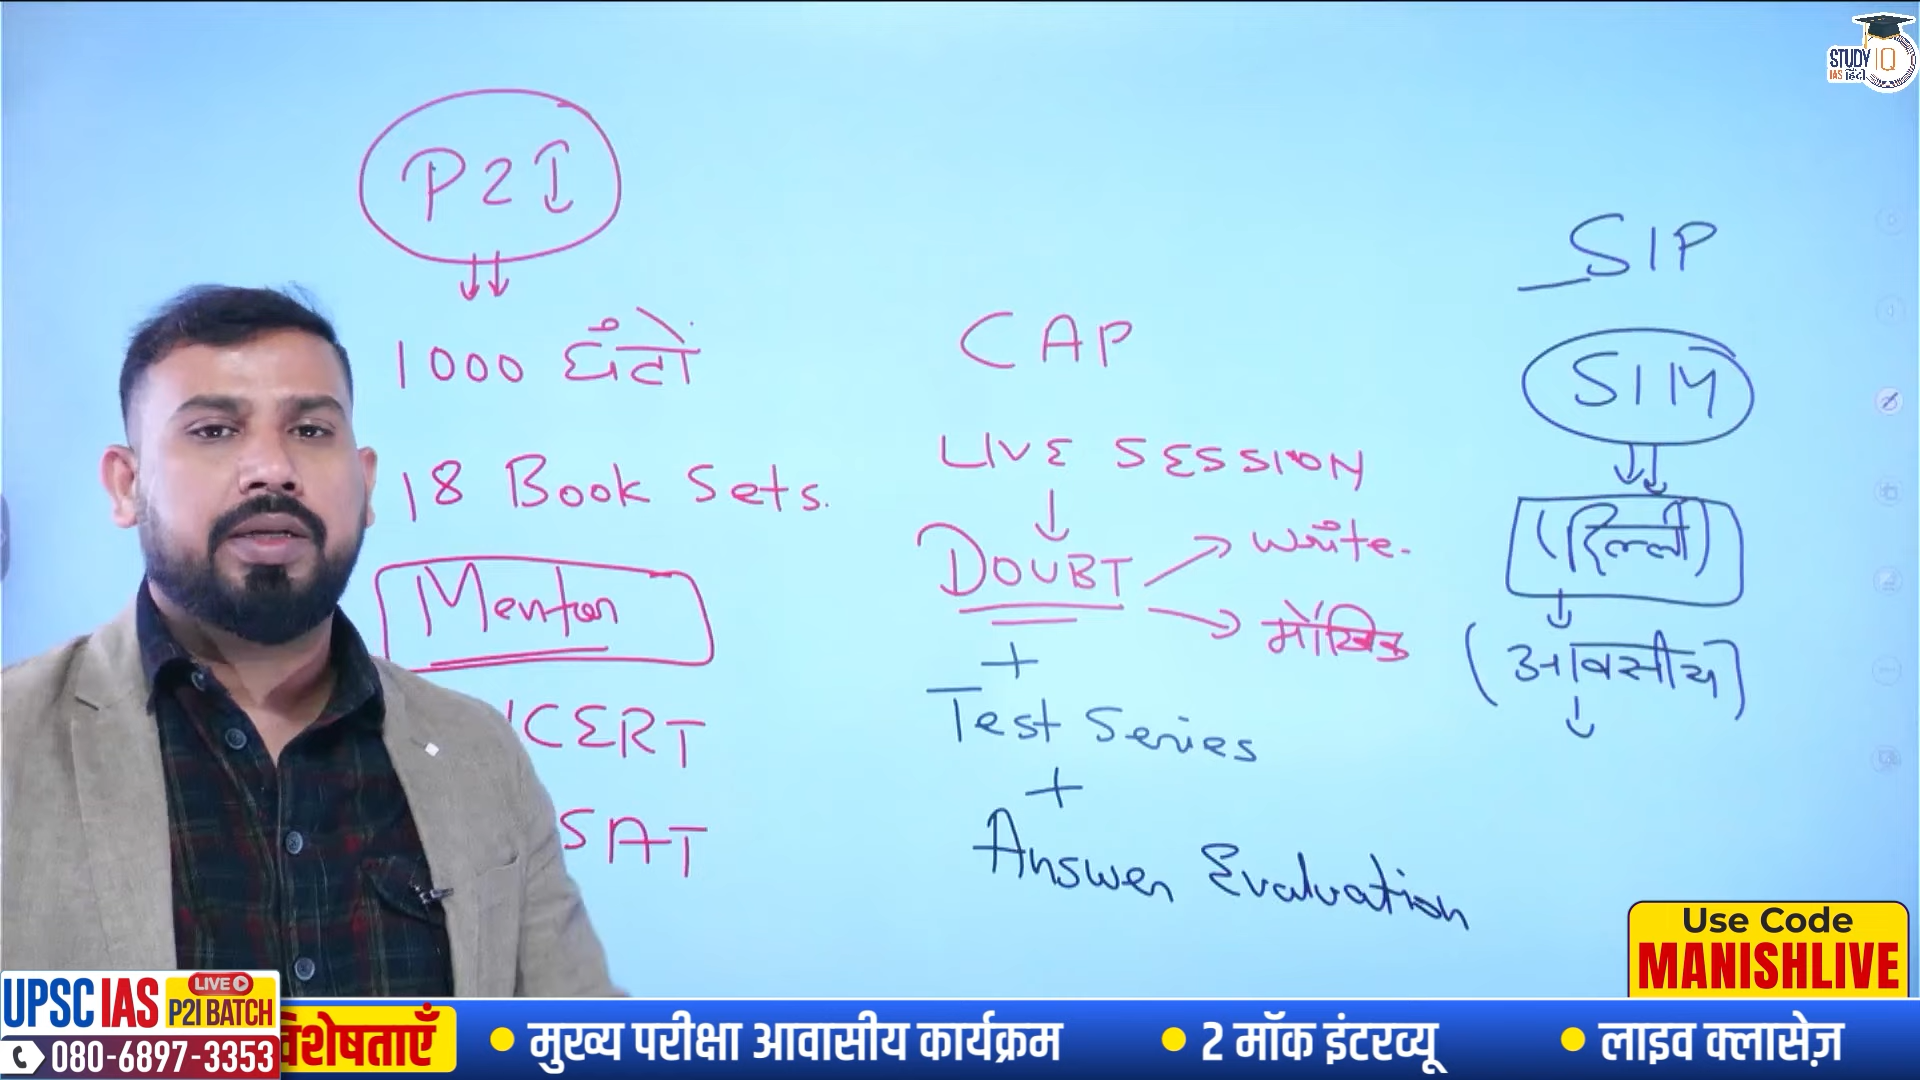 STUDY IQ
IAS हिंदी
P2I
1000 घंटों
18 Book Sets.
Mentor
NCERT
SAT
CAP
LIVE SESSION
DOUBT
write.
मौखिक
+
Test Series
+
Answer Evaluation
SIP
SIM
(दिल्ली)
(आवसीय)
Use Code
MANISHLIVE
UPSC IAS LIVE P2I BATCH
080-6897-3353
विशेषताएँ
• मुख्य परीक्षा आवासीय कार्यक्रम • 2 मॉक इंटरव्यू • लाइव क्लासेज़